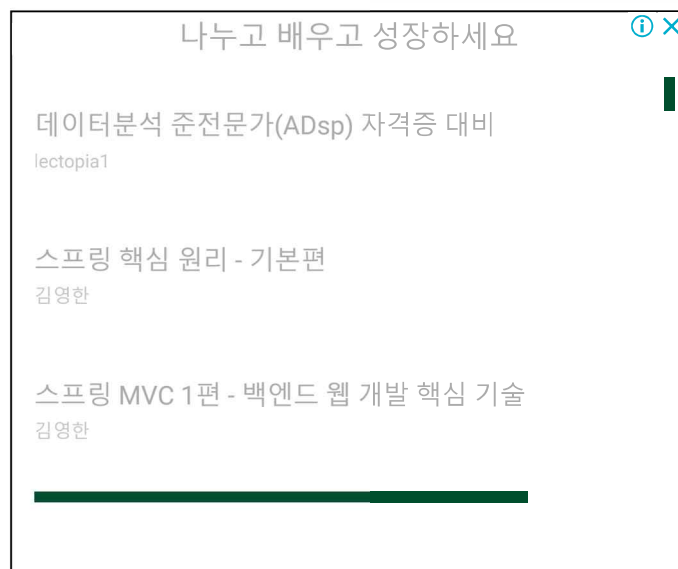 나누고 배우고 성장하세요
데이터분석 준전문가(ADsp) 자격증 대비
lectopia1
스프링 핵심 원리 - 기본편
김영한
스프링 MVC 1편 - 백엔드 웹 개발 핵심 기술
김영한